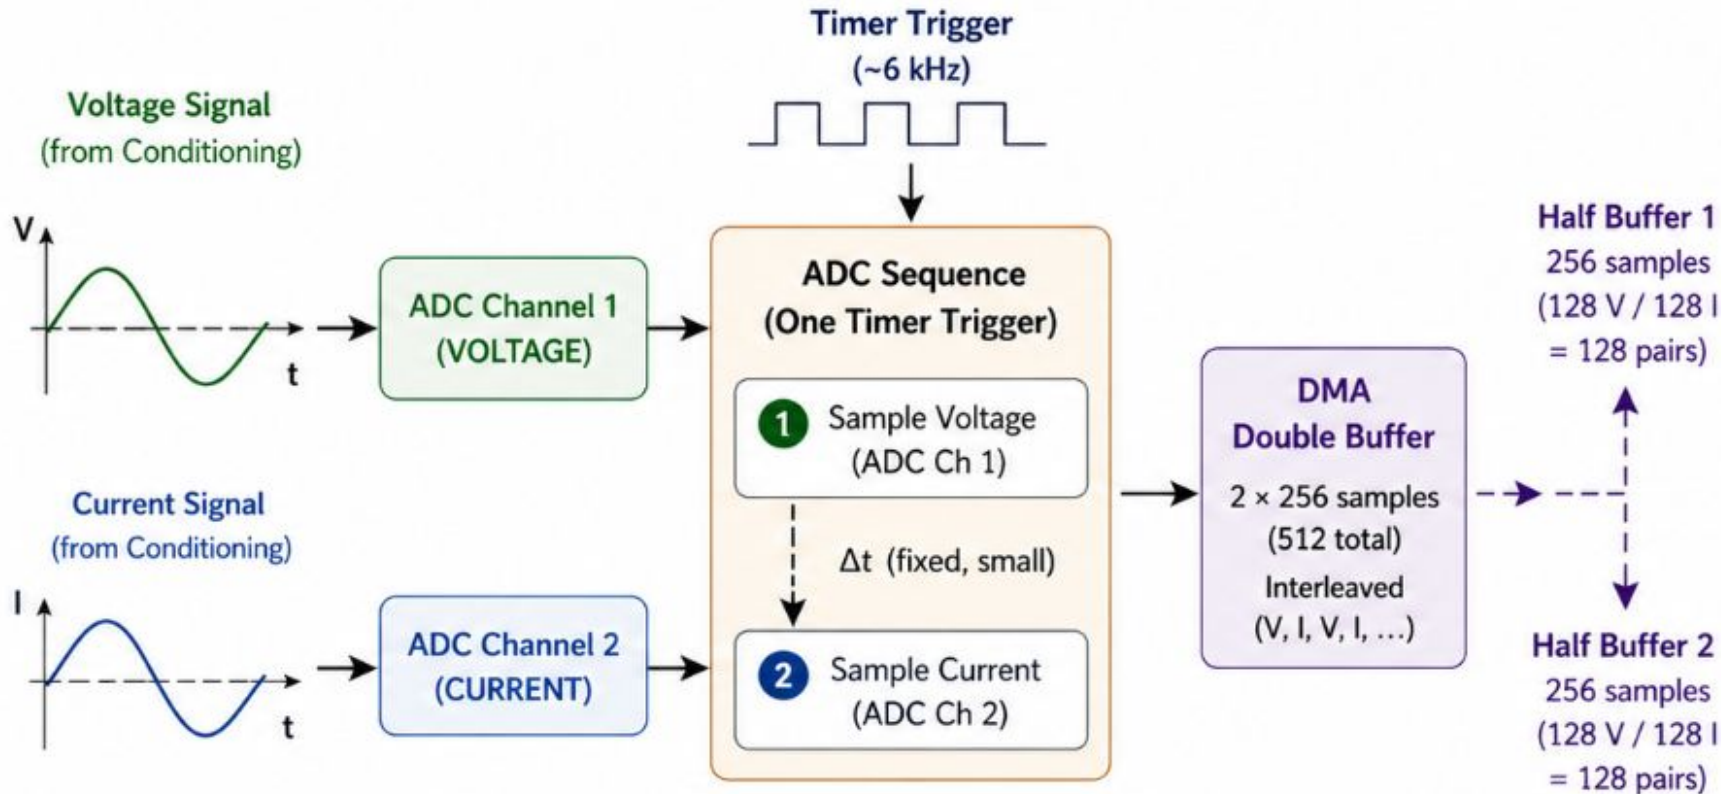 Timer Trigger
(~6 kHz)
Voltage Signal
(from Conditioning)
V
t
ADC Channel 1
(VOLTAGE)
Current Signal
(from Conditioning)
I
t
ADC Channel 2
(CURRENT)
ADC Sequence
(One Timer Trigger)
1 Sample Voltage
(ADC Ch 1)
Δt (fixed, small)
2 Sample Current
(ADC Ch 2)
DMA
Double Buffer
2 × 256 samples
(512 total)
Interleaved
(V, I, V, I, ...)
Half Buffer 1
256 samples
(128 V / 128 I
= 128 pairs)
Half Buffer 2
256 samples
(128 V / 128 I
= 128 pairs)